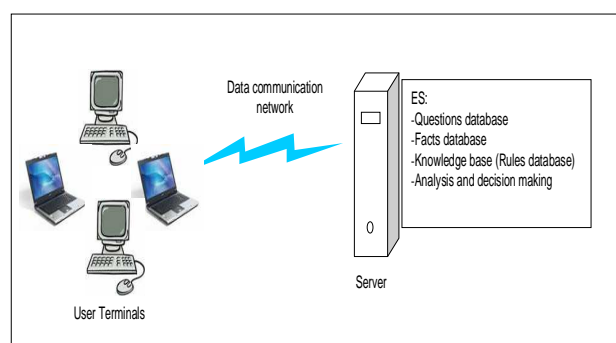 Data communication
network
ES:
-Questions database
-Facts database
-Knowledge base (Rules database)
-Analysis and decision making
Server
User Terminals